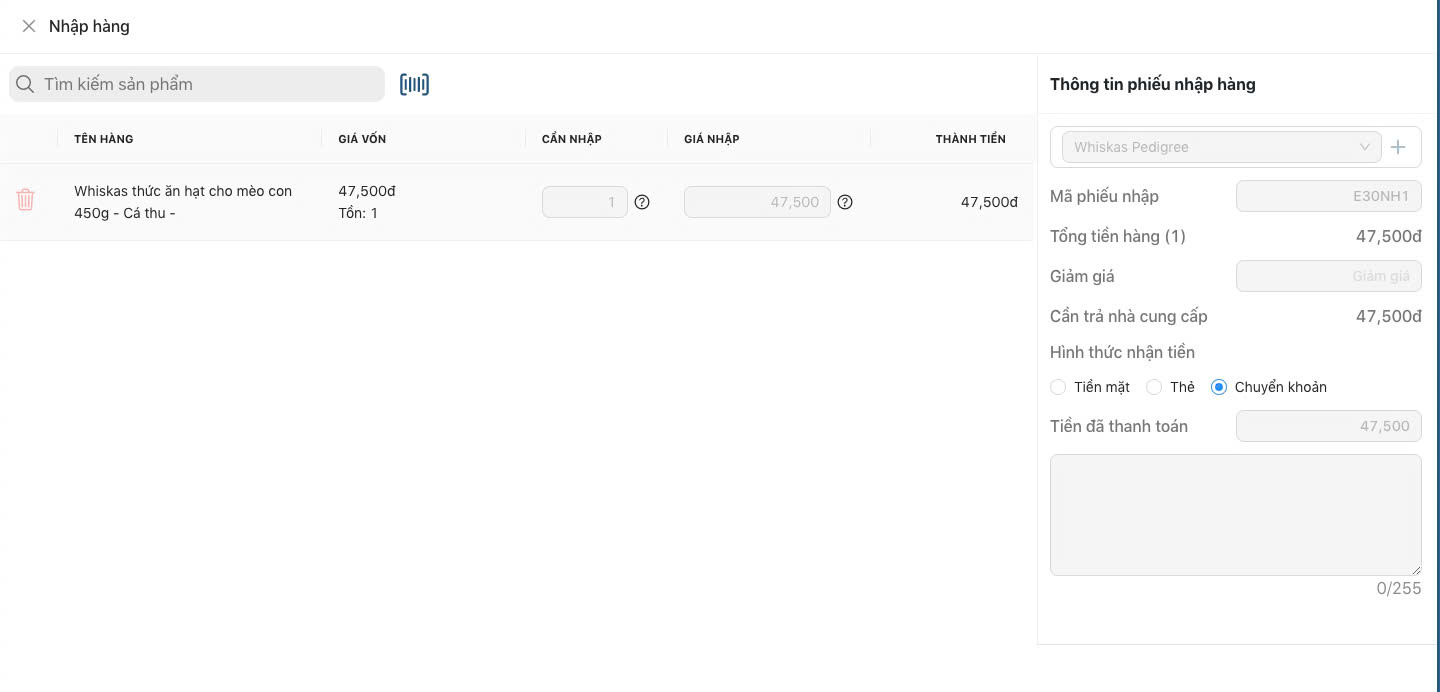 Nhập hàng
Tìm kiếm sản phẩm
TÊN HÀNG GIÁ VỐN CẦN NHẬP GIÁ NHẬP THÀNH TIỀN
Whiskas thức ăn hạt cho mèo con 47,500đ
450g - Cá thu - Tồn: 1
1 47,500 47,500đ
Thông tin phiếu nhập hàng
Whiskas Pedigree
Mã phiếu nhập E30NH1
Tổng tiền hàng (1) 47,500đ
Giảm giá Giảm giá
Cần trả nhà cung cấp 47,500đ
Hình thức nhận tiền
Tiền mặt Thẻ Chuyển khoản
Tiền đã thanh toán 47,500
0/255